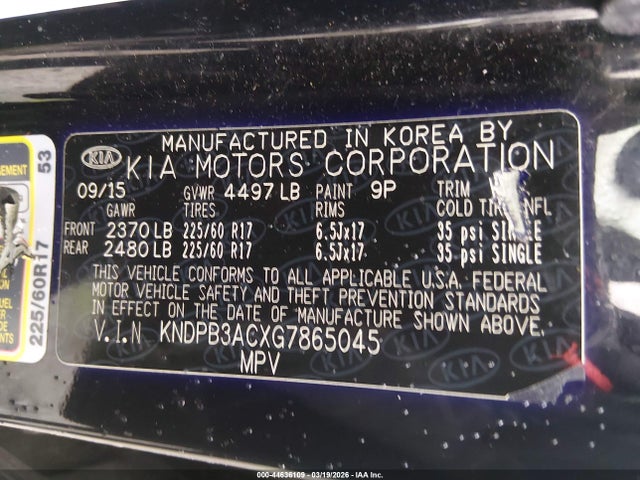 MANUFACTURED IN KOREA BY
KIA KIA MOTORS CORPORATION
09/15 GVWR 4497 LB PAINT 9P TRIM
GAWR TIRES RIMS COLD
FRONT 2370 LB 225/60 R17 6.5Jx17 35 psi SINGLE
REAR 2480 LB 225/60 R17 6.5Jx17 35 psi SINGLE
THIS VEHICLE CONFORMS TO ALL APPLICABLE U.S.A. FEDERAL
MOTOR VEHICLE SAFETY AND THEFT PREVENTION STANDARDS
IN EFFECT ON THE DATE OF MANUFACTURE SHOWN ABOVE.
V.I.N KNDPB3ACXG7865045
MPV
53
225/60R17
000-44636109 - 03/19/2026 - IAA Inc.